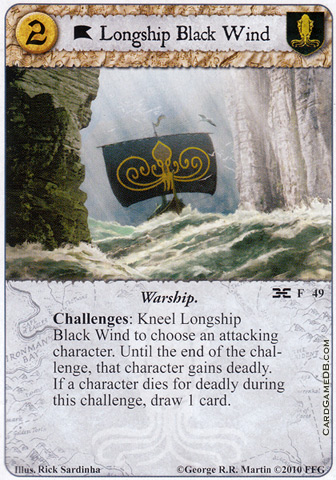 2 Longship Black Wind
Warship.
F 49
Challenges: Kneel Longship
Black Wind to choose an attacking
character. Until the end of the chal-
lenge, that character gains deadly.
If a character dies for deadly during
this challenge, draw 1 card.
IRONMAN'S
BAY
CARDGAMEDB.COM
Illus. Rick Sardinha ©George R.R. Martin ©2010 FFG